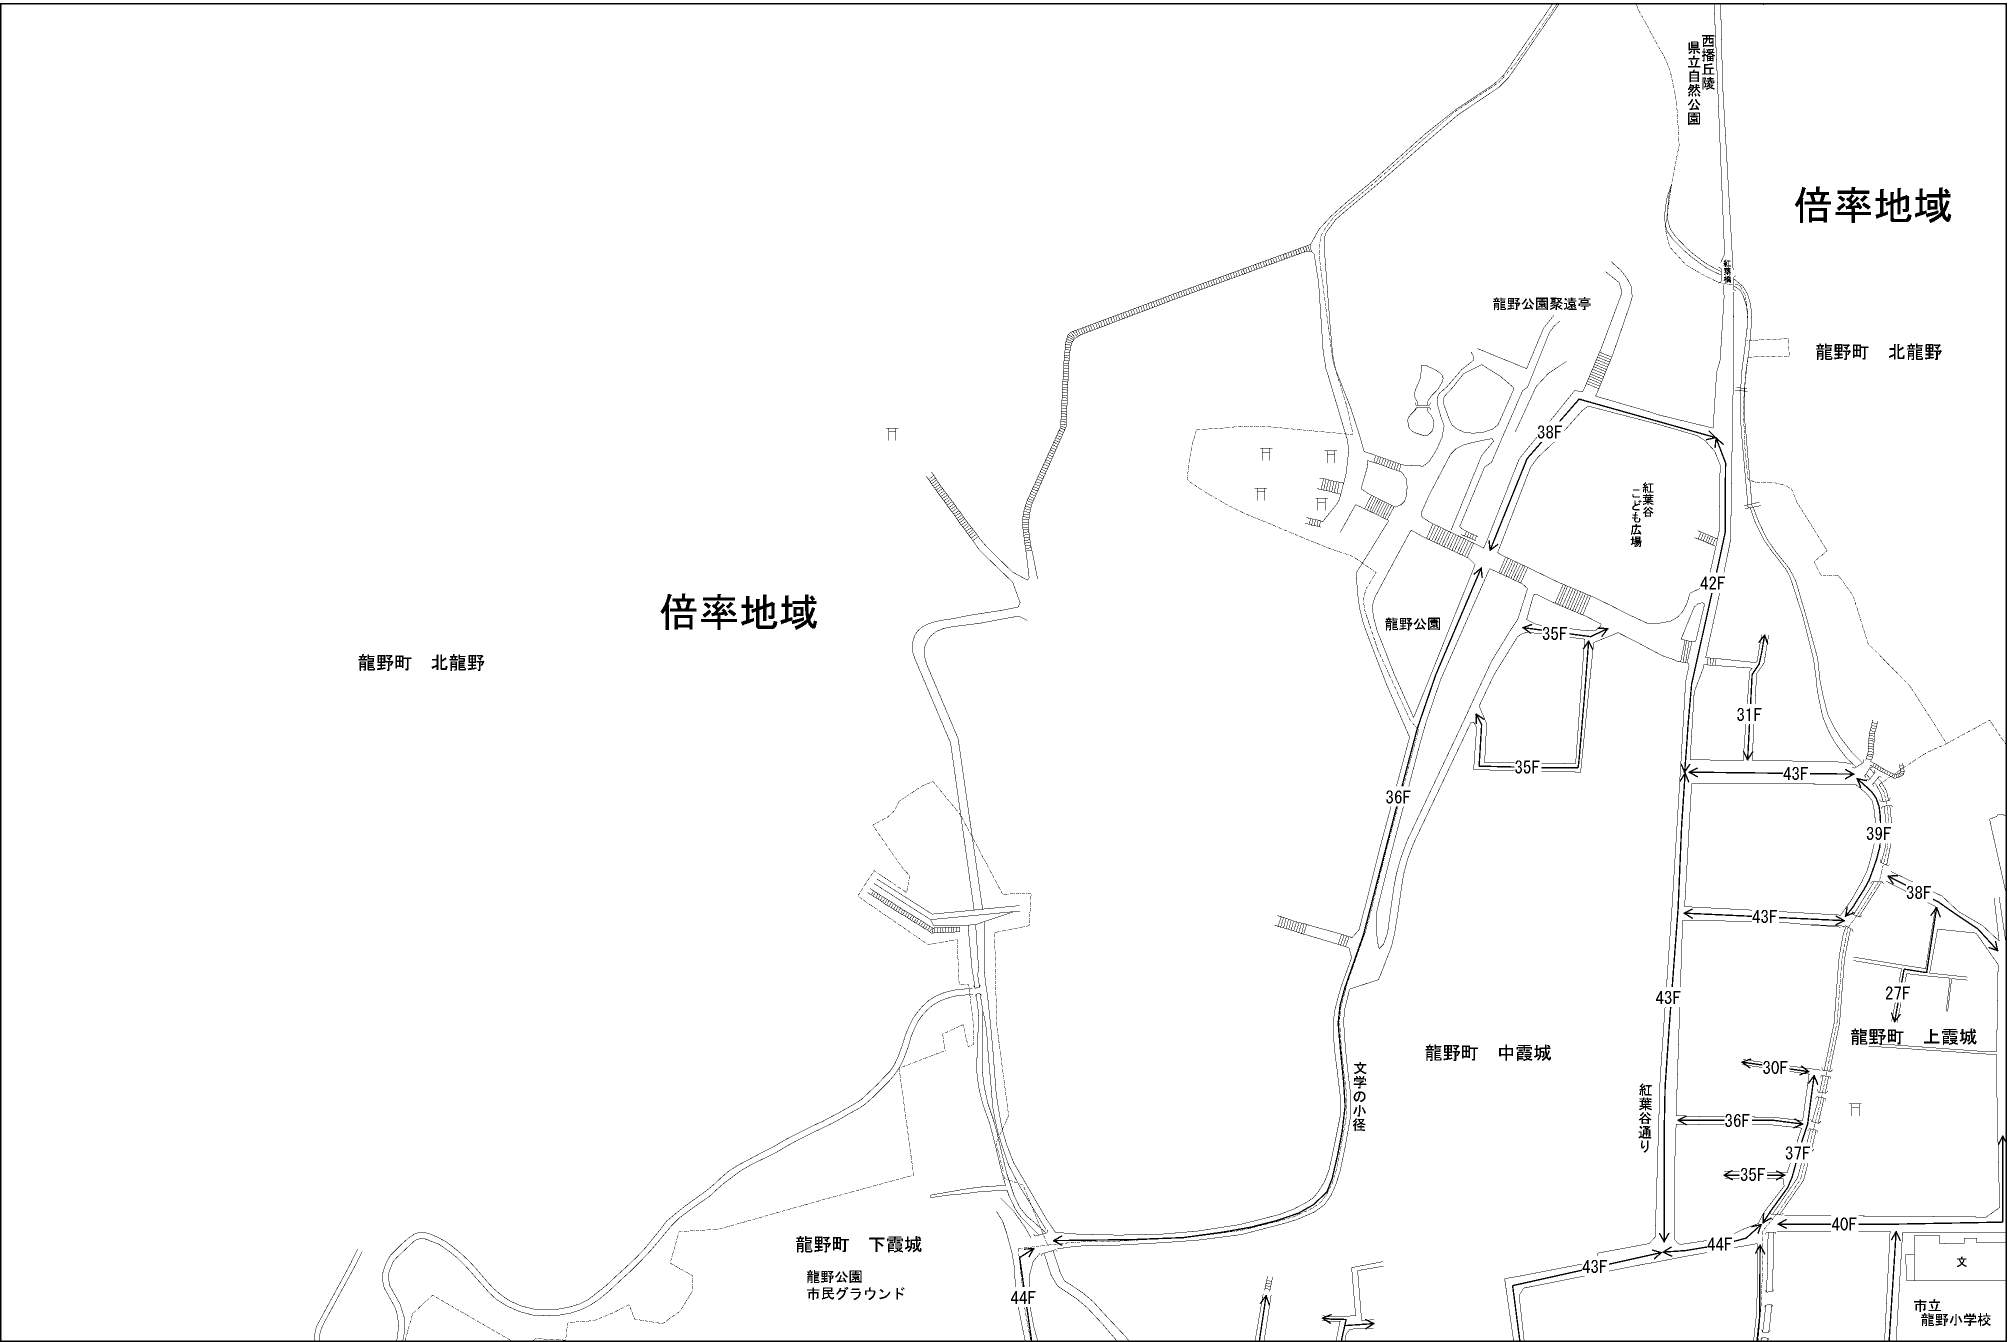 西播丘陵
県立自然公園
倍率地域
紅葉橋
龍野公園聚遠亭
龍野町 北龍野
38F
紅葉谷
こども広場
42F
倍率地域
龍野公園
35F
龍野町 北龍野
31F
35F
43F
36F
39F
38F
43F
27F
43F
龍野町 上霞城
龍野町 中霞城
文学の小径
30F
紅葉谷通り
36F
37F
35F
40F
龍野町 下霞城
44F
43F
文
龍野公園
市民グラウンド
44F
市立
龍野小学校